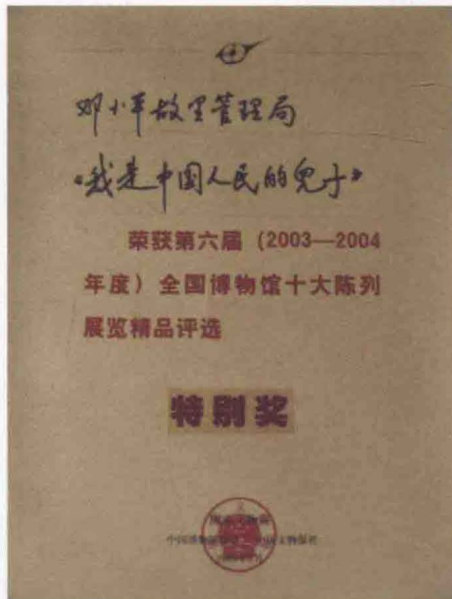 邓小平故里管理局
《我是中国人民的儿子》
荣获第六届（2003—2004
年度）全国博物馆十大陈列
展览精品评选
特别奖